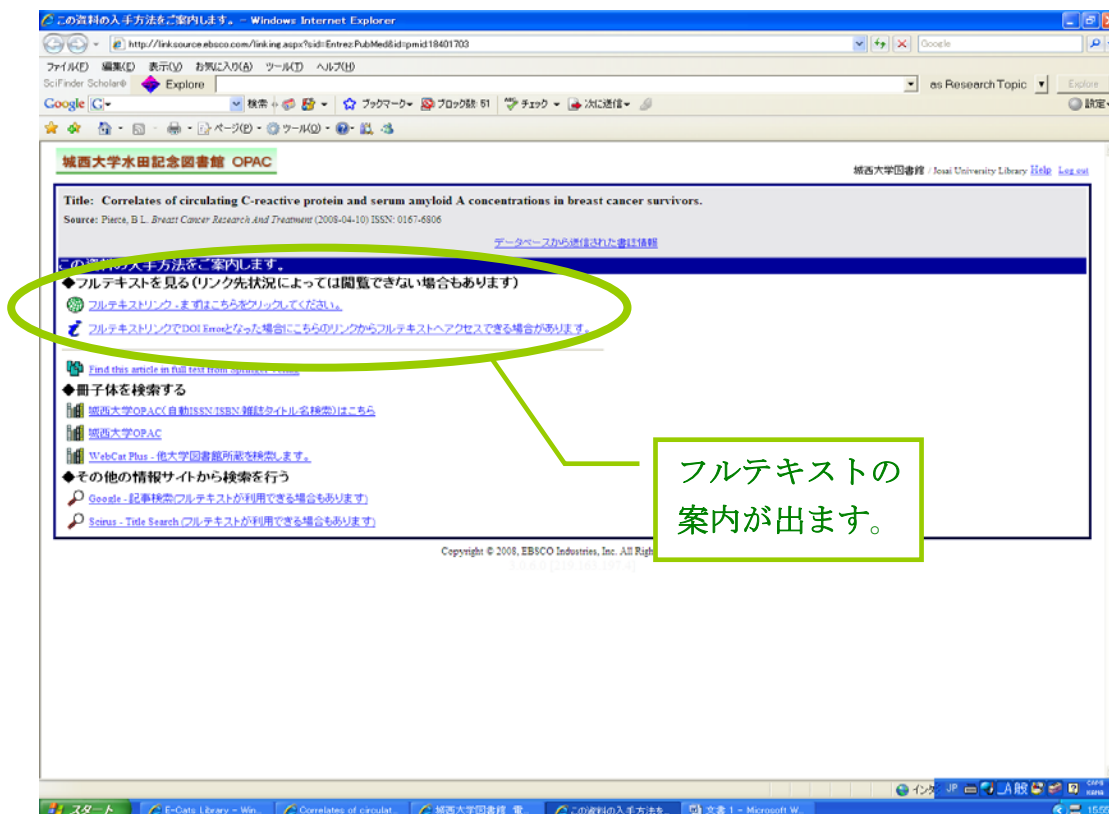 この資料の入手方法をご案内します。 - Windows Internet Explorer
http://linksource.ebsco.com/linking.aspx?sid=Entrez:PubMed&id=pmid:18401703
Google
ファイル(F) 編集(E) 表示(V) お気に入り(A) ツール(T) ヘルプ(H)
SciFinder Scholar® Explore as Research Topic Explore
Google G 検索 ブックマーク ブロック数: 51 チェック 次に送信 設定
ページ(P) ツール(O)
城西大学水田記念図書館 OPAC
城西大学図書館 / Josai University Library Help Log out
Title: Correlates of circulating C-reactive protein and serum amyloid A concentrations in breast cancer survivors.
Source: Pierce, B L. Breast Cancer Research And Treatment (2008-04-10) ISSN: 0167-6806
データベースから送信された書誌情報
この資料の入手方法をご案内します。
◆フルテキストを見る(リンク先状況によっては閲覧できない場合もあります)
フルテキストリンク - まずはこちらをクリックしてください。
フルテキストリンクでDOI Errorとなった場合にこちらのリンクからフルテキストへアクセスできる場合があります。
Find this article in full text from Springer Verlag
◆冊子体を検索する
城西大学OPAC(自動ISSN/ISBN/雑誌タイトル名検索)はこちら
城西大学OPAC
WebCat Plus - 他大学図書館所蔵を検索します。
◆その他の情報サイトから検索を行う
Google - 記事検索(フルテキストが利用できる場合もあります)
Scirus - Title Search (フルテキストが利用できる場合もあります)
フルテキストの
案内が出ます。
Copyright © 2008, EBSCO Industries, Inc. All Righ
インタ JP A 般 CAPS KANA
スタート E-Cats Library - Win... Correlates of circulat... 城西大学図書館 電... この資料の入手方法を... 文書 1 - Microsoft W...